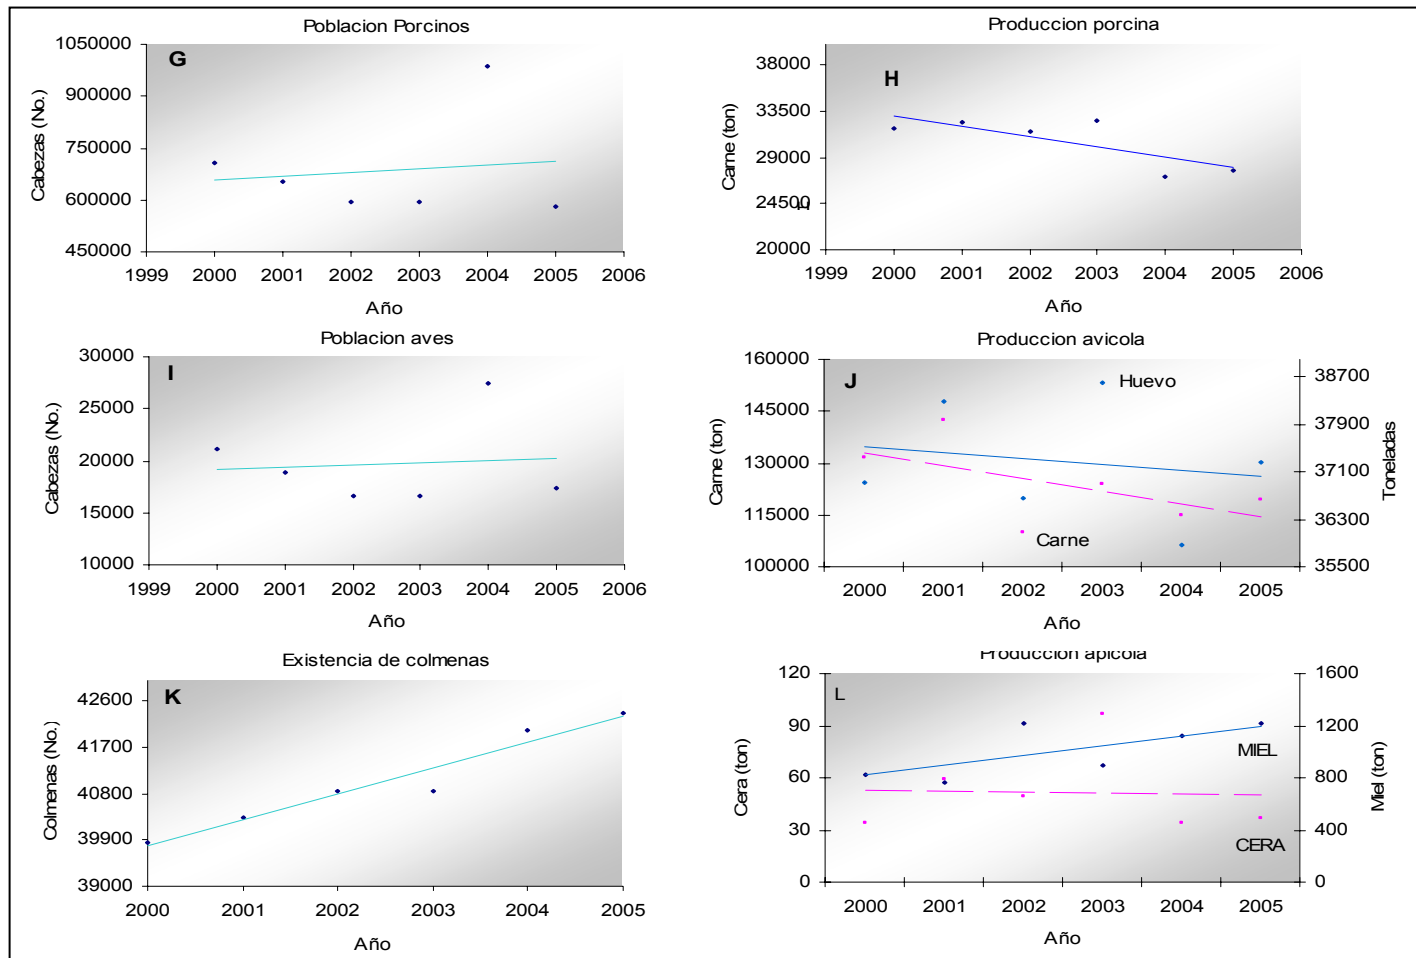 Poblacion Porcinos
G
1050000
900000
750000
600000
450000
Cabezas (No.)
1999 2000 2001 2002 2003 2004 2005 2006
Año
Produccion porcina
H
38000
33500
29000
24500
20000
Carne (ton)
1999 2000 2001 2002 2003 2004 2005 2006
Año
Poblacion aves
I
30000
25000
20000
15000
10000
Cabezas (No.)
1999 2000 2001 2002 2003 2004 2005 2006
Año
Produccion avicola
J
160000
145000
130000
115000
100000
Carne (ton)
Huevo
Carne
38700
37900
37100
36300
35500
Toneladas
2000 2001 2002 2003 2004 2005
Año
Existencia de colmenas
K
42600
41700
40800
39900
39000
Colmenas (No.)
2000 2001 2002 2003 2004 2005
Año
Produccion apicola
L
120
90
60
30
0
Cera (ton)
MIEL
CERA
1600
1200
800
400
0
Miel (ton)
2000 2001 2002 2003 2004 2005
Año